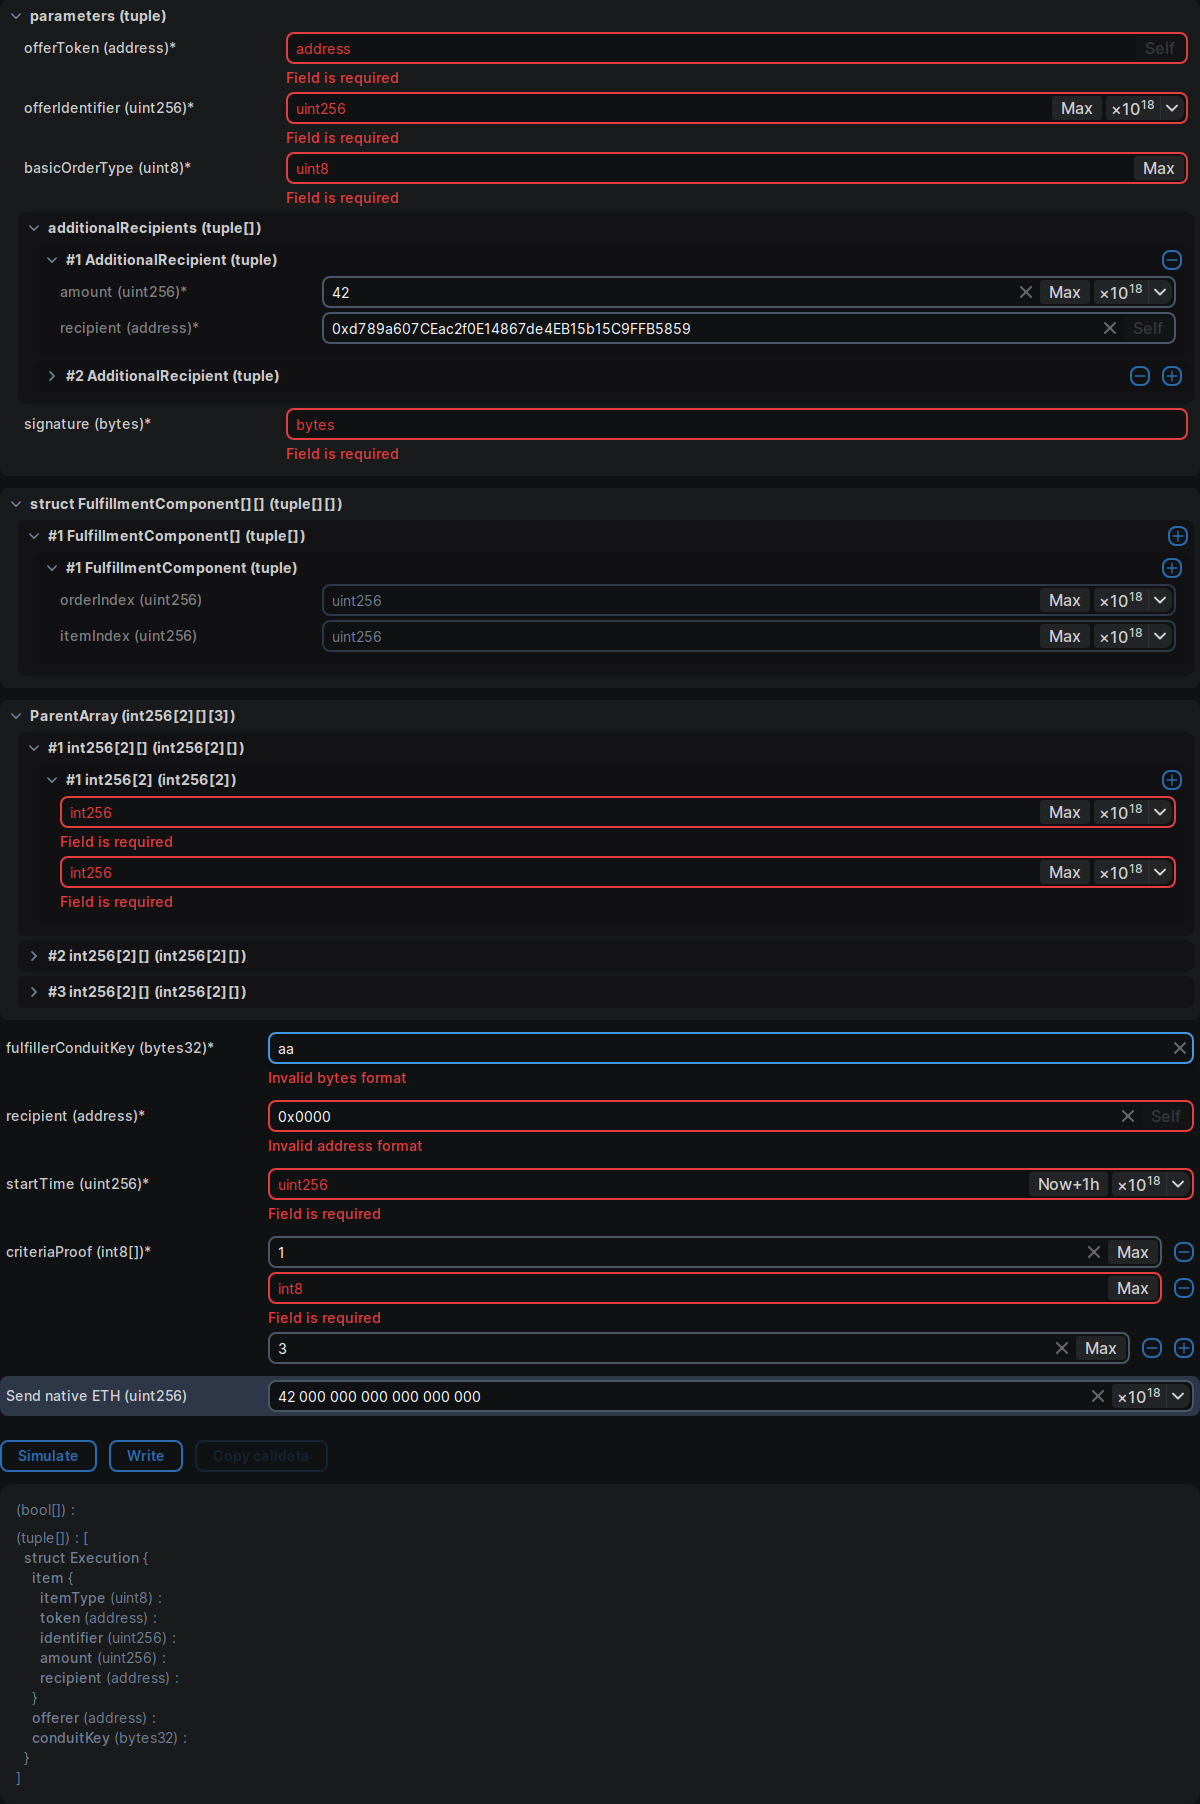 parameters (tuple)
offerToken (address)*
address Self
Field is required
offerIdentifier (uint256)*
uint256 Max ×10^18
Field is required
basicOrderType (uint8)*
uint8 Max
Field is required
additionalRecipients (tuple[])
#1 AdditionalRecipient (tuple)
amount (uint256)*
42 Max ×10^18
recipient (address)*
0xd789a607CEac2f0E14867de4EB15b15C9FFB5859 Self
#2 AdditionalRecipient (tuple)
signature (bytes)*
bytes
Field is required
struct FulfillmentComponent[][] (tuple[][])
#1 FulfillmentComponent[] (tuple[])
#1 FulfillmentComponent (tuple)
orderIndex (uint256)
uint256 Max ×10^18
itemIndex (uint256)
uint256 Max ×10^18
ParentArray (int256[2][][3])
#1 int256[2][] (int256[2][])
#1 int256[2] (int256[2])
int256 Max ×10^18
Field is required
int256 Max ×10^18
Field is required
#2 int256[2][] (int256[2][])
#3 int256[2][] (int256[2][])
fulfillerConduitKey (bytes32)*
aa
Invalid bytes format
recipient (address)*
0x0000 Self
Invalid address format
startTime (uint256)*
uint256 Now+1h ×10^18
Field is required
criteriaProof (int8[])*
1 Max
int8 Max
Field is required
3 Max
Send native ETH (uint256)
42 000 000 000 000 000 000 ×10^18
Simulate Write Copy calldata
(bool[]) :
(tuple[]) : [
struct Execution {
item {
itemType (uint8) :
token (address) :
identifier (uint256) :
amount (uint256) :
recipient (address) :
}
offerer (address) :
conduitKey (bytes32) :
}
]